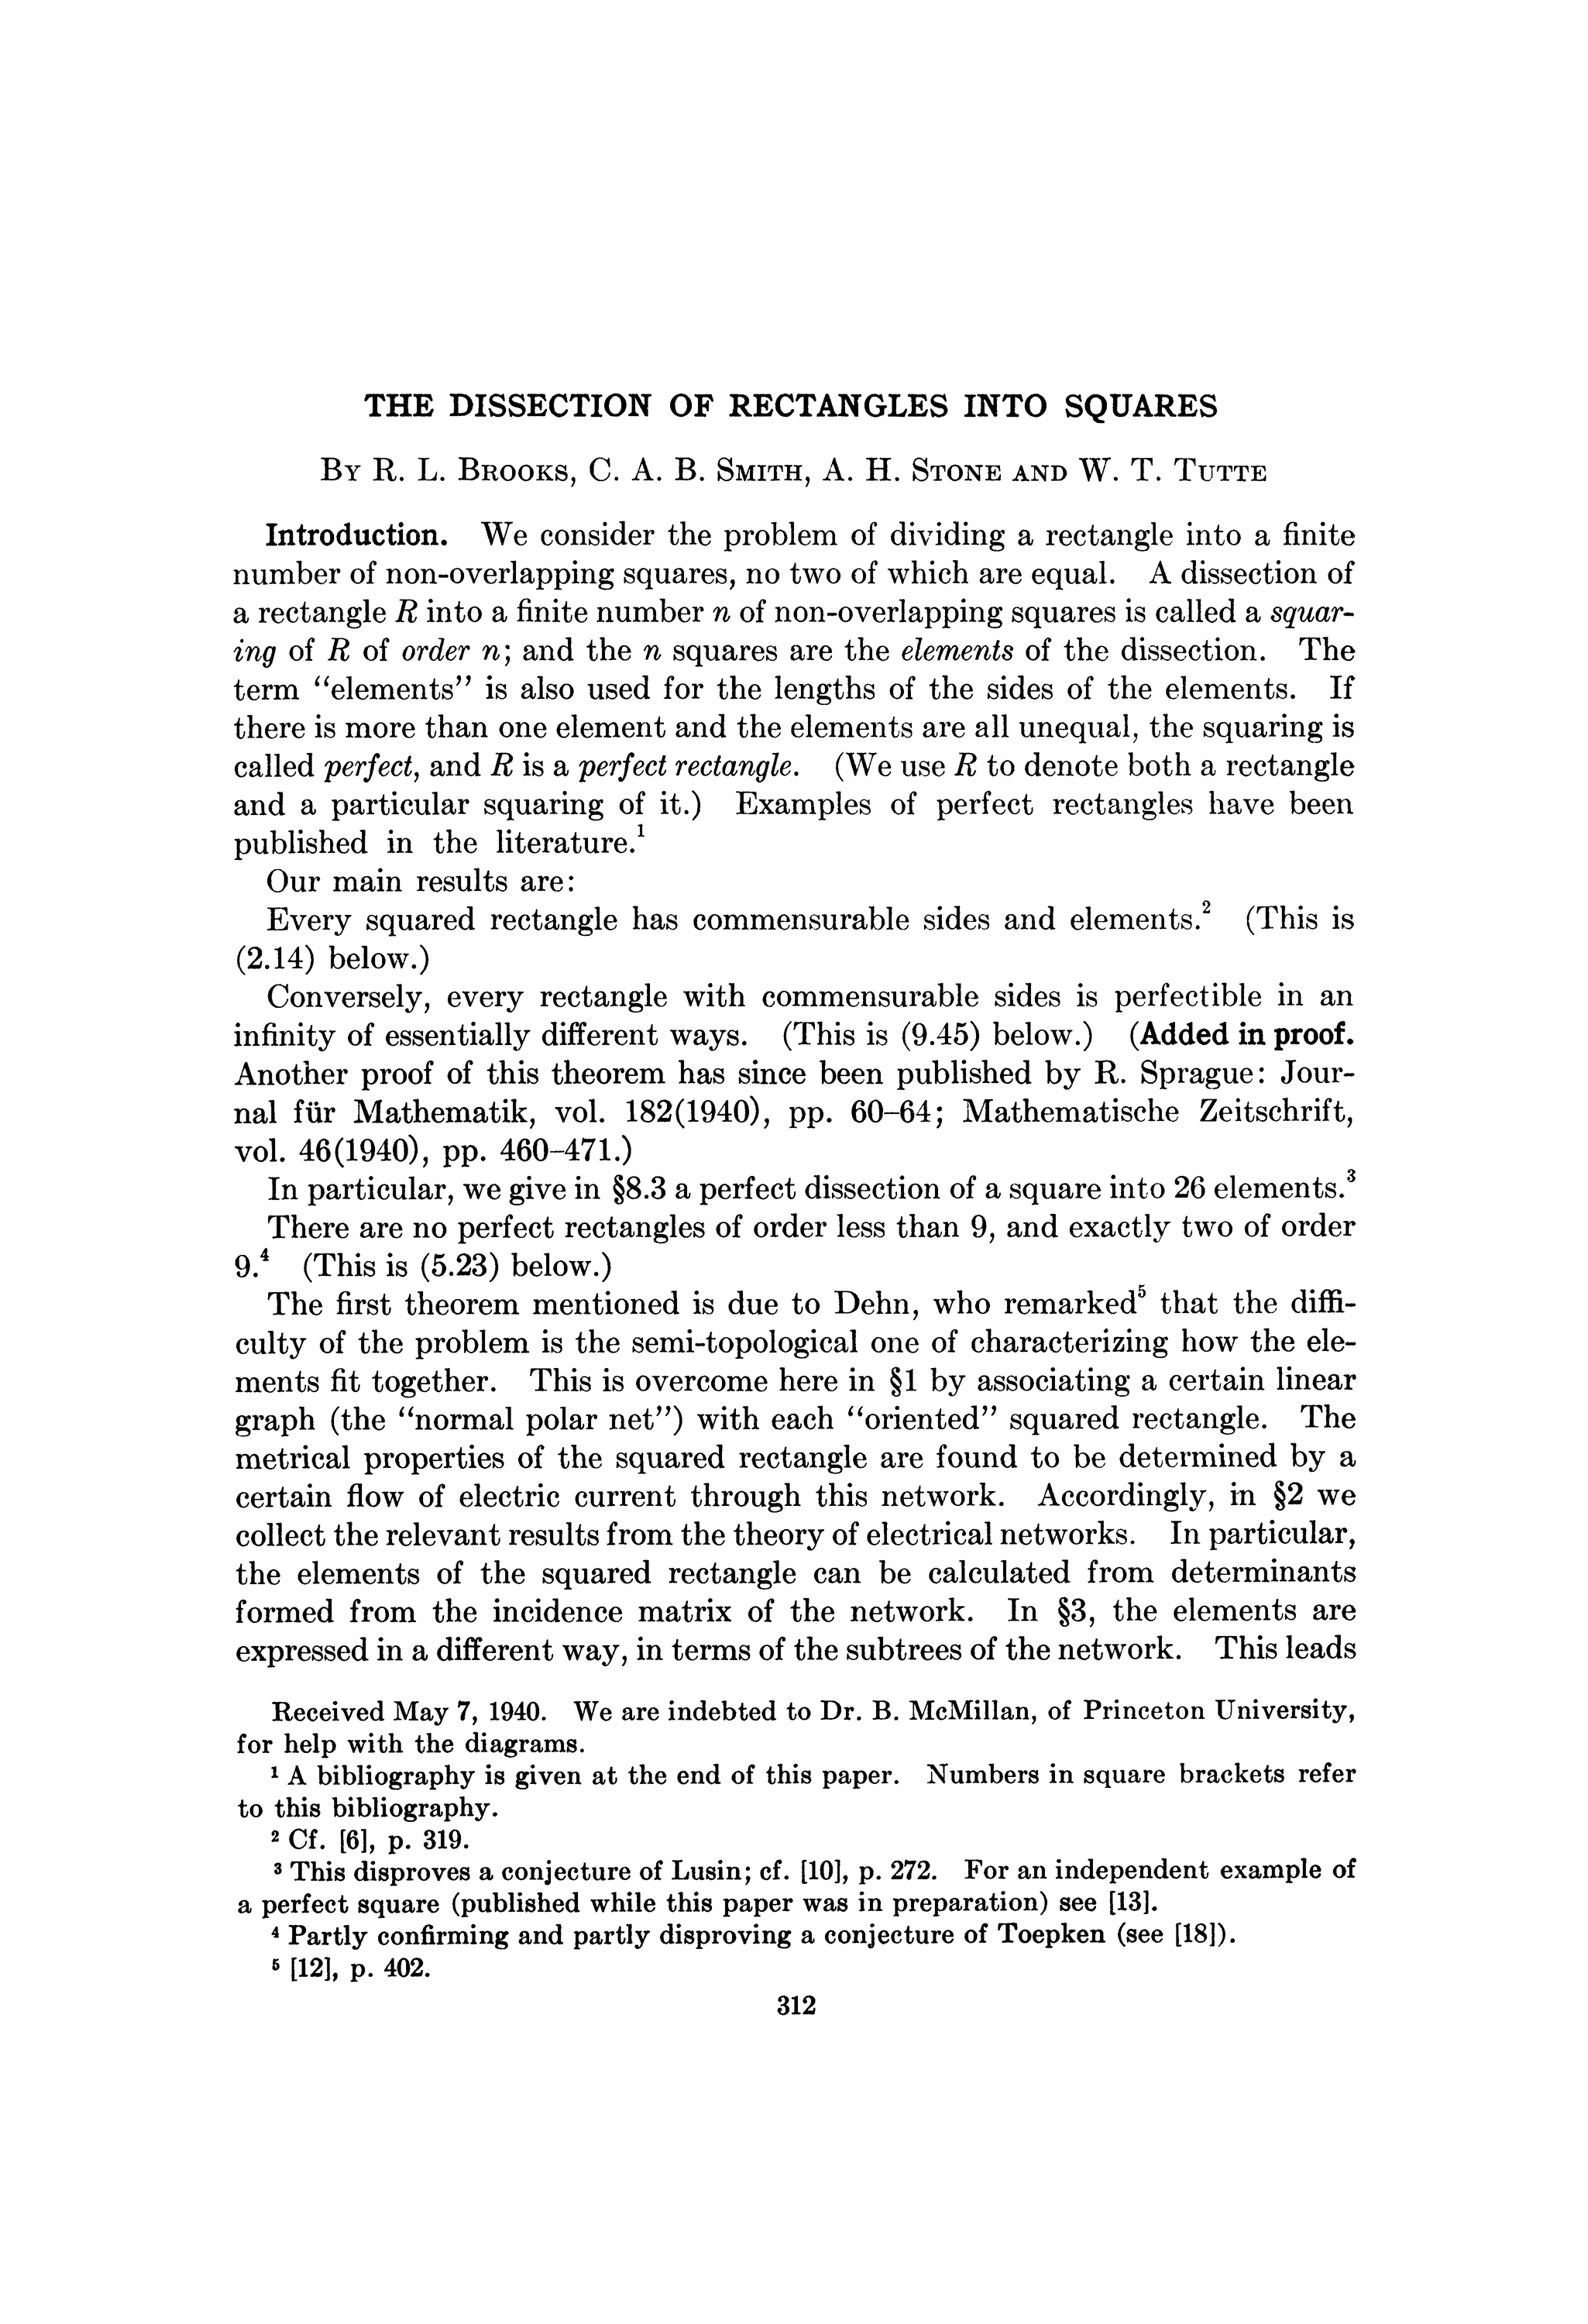 THE DISSECTION OF RECTANGLES INTO SQUARES
By R. L. Brooks, C. A. B. Smith, A. H. Stone and W. T. Tutte
Introduction. We consider the problem of dividing a rectangle into a finite
number of non-overlapping squares, no two of which are equal. A dissection of
a rectangle R into a finite number n of non-overlapping squares is called a squar-
ing of R of order n; and the n squares are the elements of the dissection. The
term “elements” is also used for the lengths of the sides of the elements. If
there is more than one element and the elements are all unequal, the squaring is
called perfect, and R is a perfect rectangle. (We use R to denote both a rectangle
and a particular squaring of it.) Examples of perfect rectangles have been
published in the literature.¹
Our main results are:
Every squared rectangle has commensurable sides and elements.² (This is
(2.14) below.)
Conversely, every rectangle with commensurable sides is perfectible in an
infinity of essentially different ways. (This is (9.45) below.) (Added in proof.
Another proof of this theorem has since been published by R. Sprague: Jour-
nal für Mathematik, vol. 182(1940), pp. 60–64; Mathematische Zeitschrift,
vol. 46(1940), pp. 460–471.)
In particular, we give in §8.3 a perfect dissection of a square into 26 elements.³
There are no perfect rectangles of order less than 9, and exactly two of order
9.⁴ (This is (5.23) below.)
The first theorem mentioned is due to Dehn, who remarked⁵ that the diffi-
culty of the problem is the semi-topological one of characterizing how the ele-
ments fit together. This is overcome here in §1 by associating a certain linear
graph (the “normal polar net”) with each “oriented” squared rectangle. The
metrical properties of the squared rectangle are found to be determined by a
certain flow of electric current through this network. Accordingly, in §2 we
collect the relevant results from the theory of electrical networks. In particular,
the elements of the squared rectangle can be calculated from determinants
formed from the incidence matrix of the network. In §3, the elements are
expressed in a different way, in terms of the subtrees of the network. This leads
Received May 7, 1940. We are indebted to Dr. B. McMillan, of Princeton University,
for help with the diagrams.
¹ A bibliography is given at the end of this paper. Numbers in square brackets refer
to this bibliography.
² Cf. [6], p. 319.
³ This disproves a conjecture of Lusin; cf. [10], p. 272. For an independent example of
a perfect square (published while this paper was in preparation) see [13].
⁴ Partly confirming and partly disproving a conjecture of Toepken (see [18]).
⁵ [12], p. 402.
312